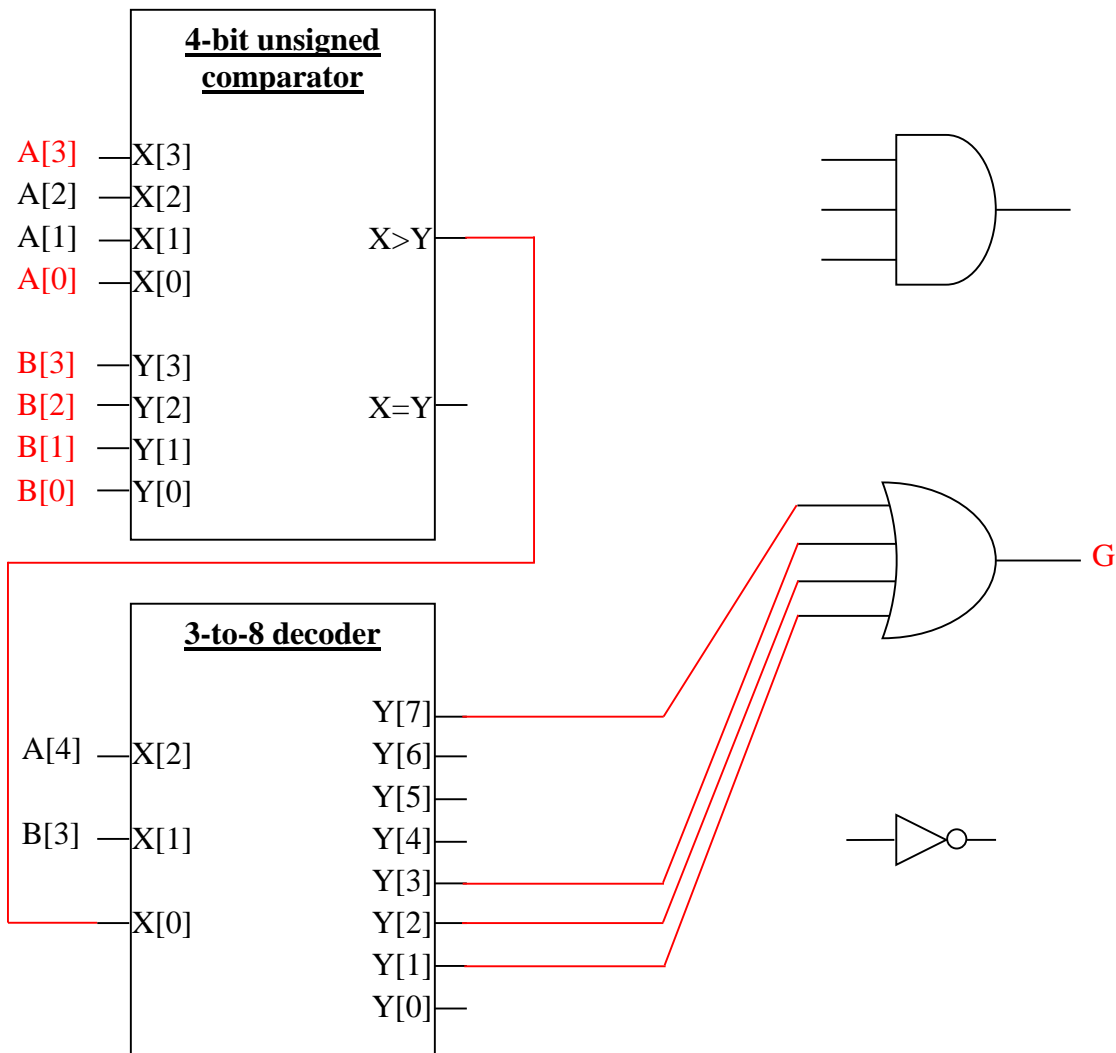 4-bit unsigned
comparator
A[3] X[3]
A[2] X[2]
A[1] X[1]
X>Y
A[0] X[0]
B[3] Y[3]
B[2] Y[2]
X=Y
B[1] Y[1]
B[0] Y[0]
G
3-to-8 decoder
Y[7]
A[4] X[2]
Y[6]
Y[5]
B[3] X[1]
Y[4]
Y[3]
X[0]
Y[2]
Y[1]
Y[0]